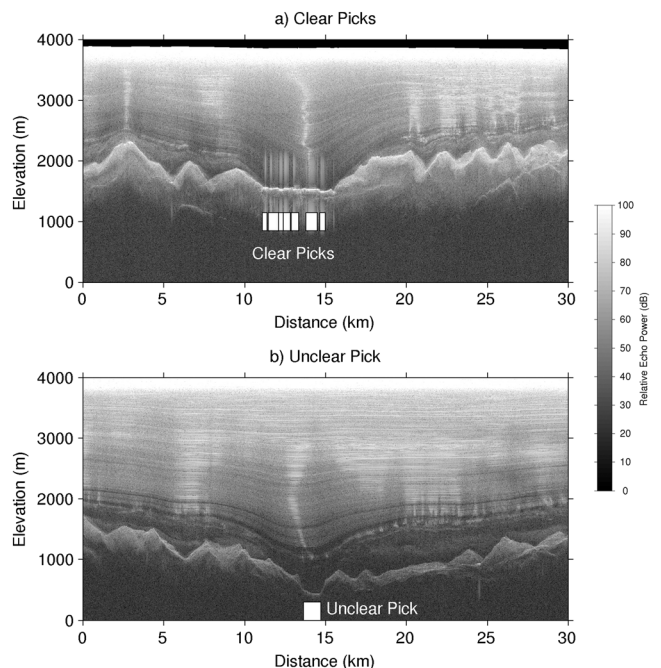 a) Clear Picks
4000
3000
2000
1000
0
Elevation (m)
Clear Picks
0 5 10 15 20 25 30
Distance (km)
b) Unclear Pick
4000
3000
2000
1000
0
Elevation (m)
Unclear Pick
0 5 10 15 20 25 30
Distance (km)
100
90
80
70
60
50
40
30
20
10
0
Relative Echo Power (dB)